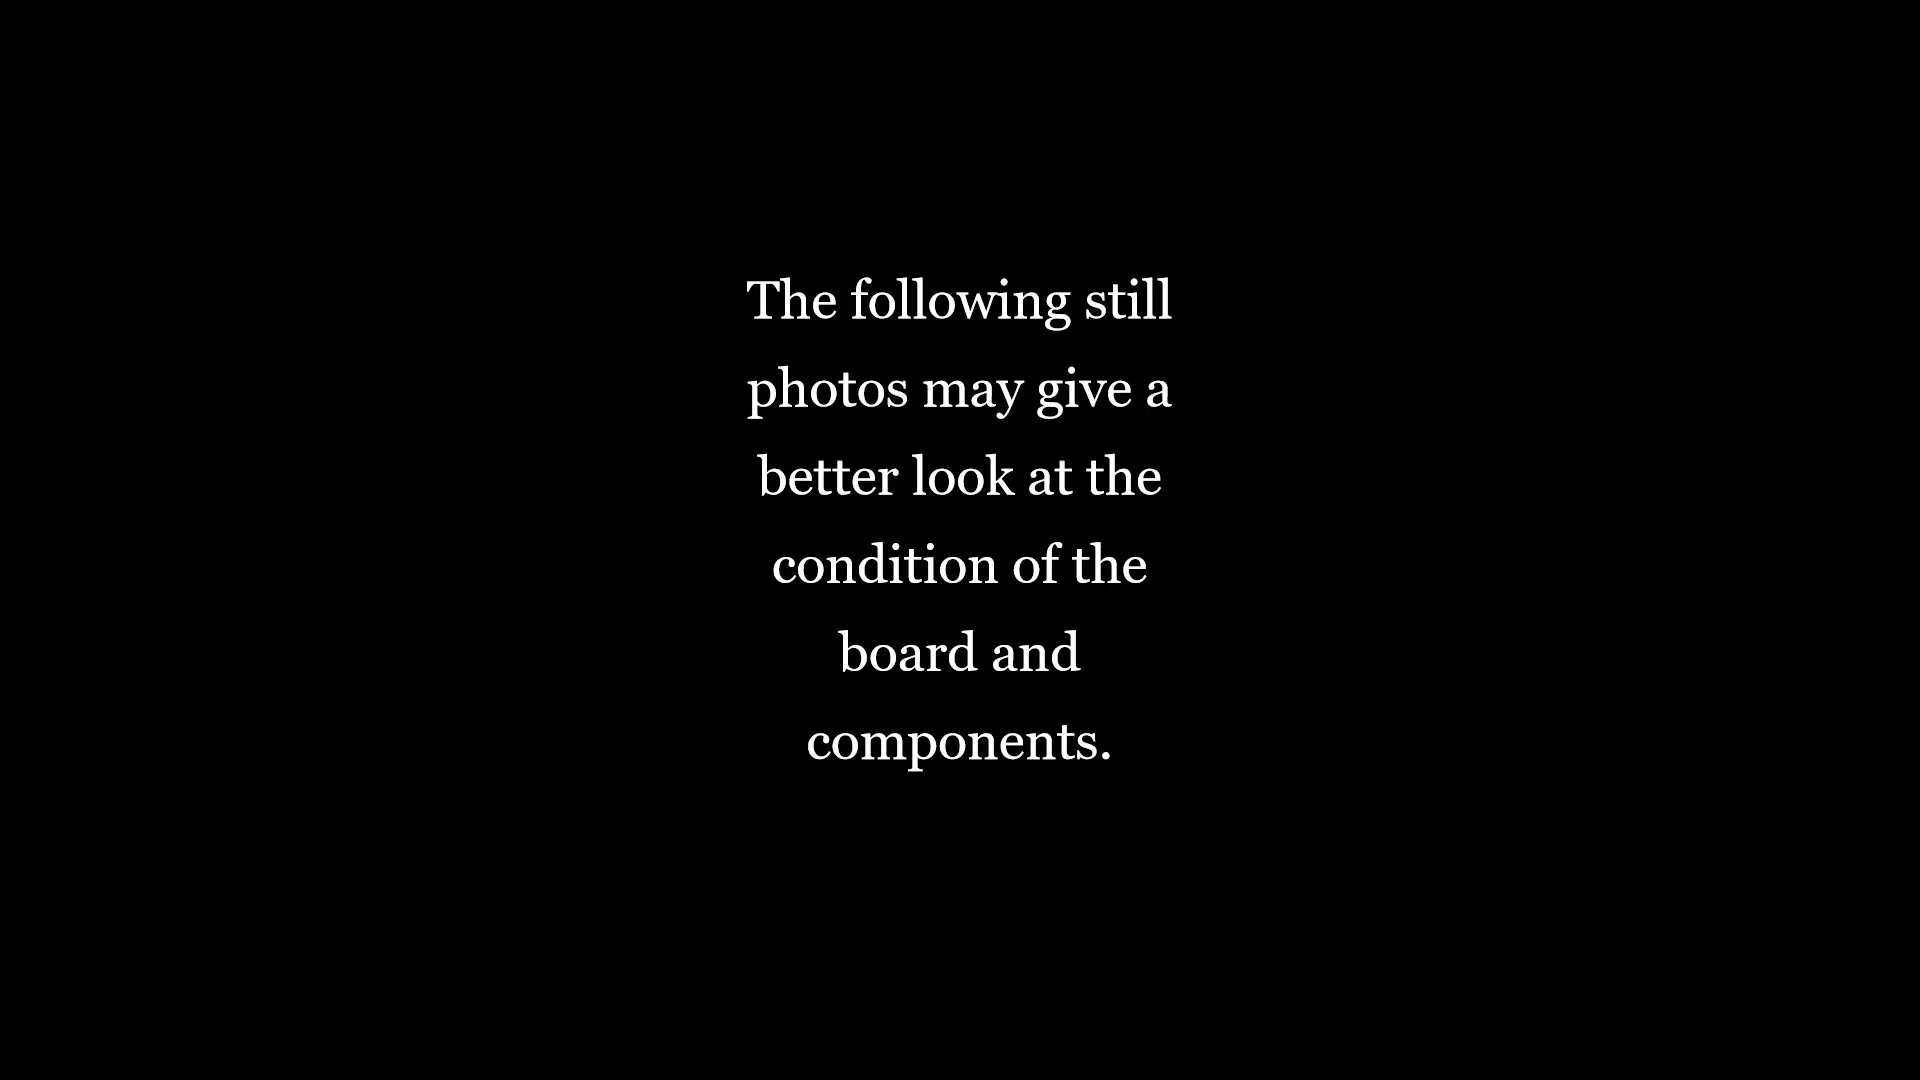 The following still
photos may give a
better look at the
condition of the
board and
components.